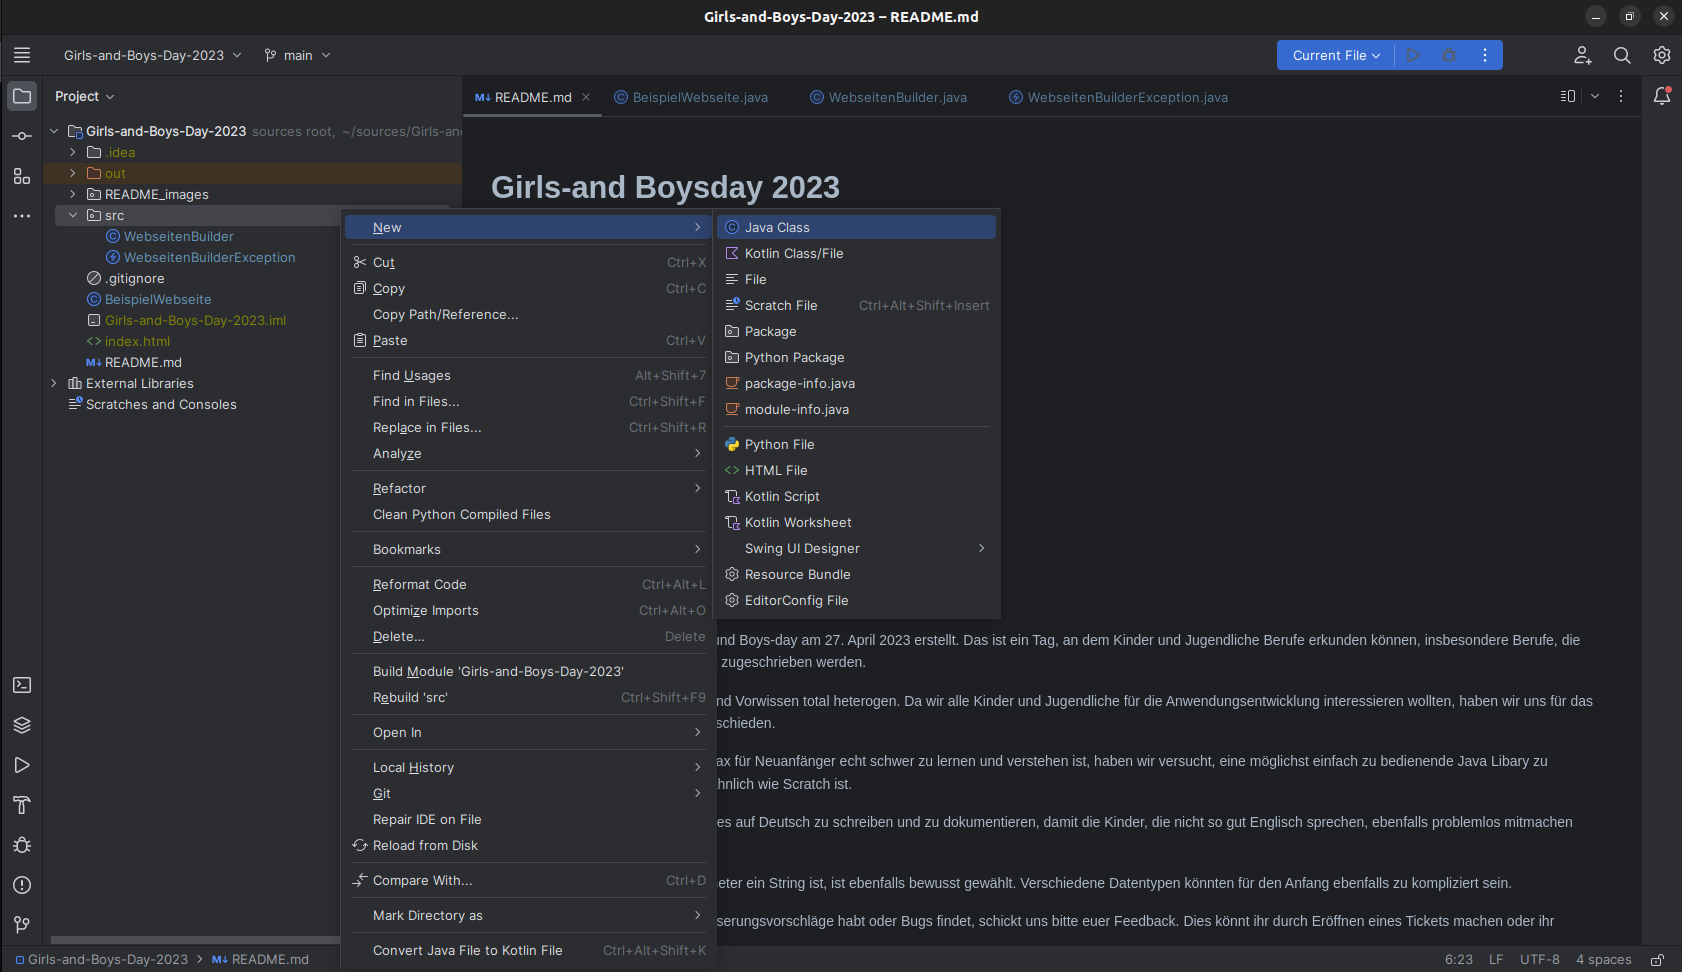 Girls-and-Boys-Day-2023 – README.md
Girls-and-Boys-Day-2023
main
Current File
Project
README.md
BeispielWebseite.java
WebseitenBuilder.java
WebseitenBuilderException.java
Girls-and-Boys-Day-2023 sources root, ~/sources/Girls-and
.idea
out
README_images
src
WebseitenBuilder
WebseitenBuilderException
.gitignore
BeispielWebseite
Girls-and-Boys-Day-2023.iml
index.html
README.md
External Libraries
Scratches and Consoles
New
Cut Ctrl+X
Copy Ctrl+C
Copy Path/Reference...
Paste Ctrl+V
Find Usages Alt+Shift+7
Find in Files... Ctrl+Shift+F
Replace in Files... Ctrl+Shift+R
Analyze
Refactor
Clean Python Compiled Files
Bookmarks
Reformat Code Ctrl+Alt+L
Optimize Imports Ctrl+Alt+O
Delete... Delete
Build Module 'Girls-and-Boys-Day-2023'
Rebuild 'src' Ctrl+Shift+F9
Open In
Local History
Git
Repair IDE on File
Reload from Disk
Compare With... Ctrl+D
Mark Directory as
Convert Java File to Kotlin File Ctrl+Alt+Shift+K
Java Class
Kotlin Class/File
File
Scratch File Ctrl+Alt+Shift+Insert
Package
Python Package
package-info.java
module-info.java
Python File
HTML File
Kotlin Script
Kotlin Worksheet
Swing UI Designer
Resource Bundle
EditorConfig File
Girls-and Boysday 2023
und Boys-day am 27. April 2023 erstellt. Das ist ein Tag, an dem Kinder und Jugendliche Berufe erkunden können, insbesondere Berufe, die
zugeschrieben werden.
nd Vorwissen total heterogen. Da wir alle Kinder und Jugendliche für die Anwendungsentwicklung interessieren wollten, haben wir uns für das
schieden.
ax für Neuanfänger echt schwer zu lernen und verstehen ist, haben wir versucht, eine möglichst einfach zu bedienende Java Libary zu
ähnlich wie Scratch ist.
es auf Deutsch zu schreiben und zu dokumentieren, damit die Kinder, die nicht so gut Englisch sprechen, ebenfalls problemlos mitmachen
eter ein String ist, ist ebenfalls bewusst gewählt. Verschiedene Datentypen könnten für den Anfang ebenfalls zu kompliziert sein.
serungsvorschläge habt oder Bugs findet, schickt uns bitte euer Feedback. Dies könnt ihr durch Eröffnen eines Tickets machen oder ihr
Girls-and-Boys-Day-2023 > README.md
6:23 LF UTF-8 4 spaces